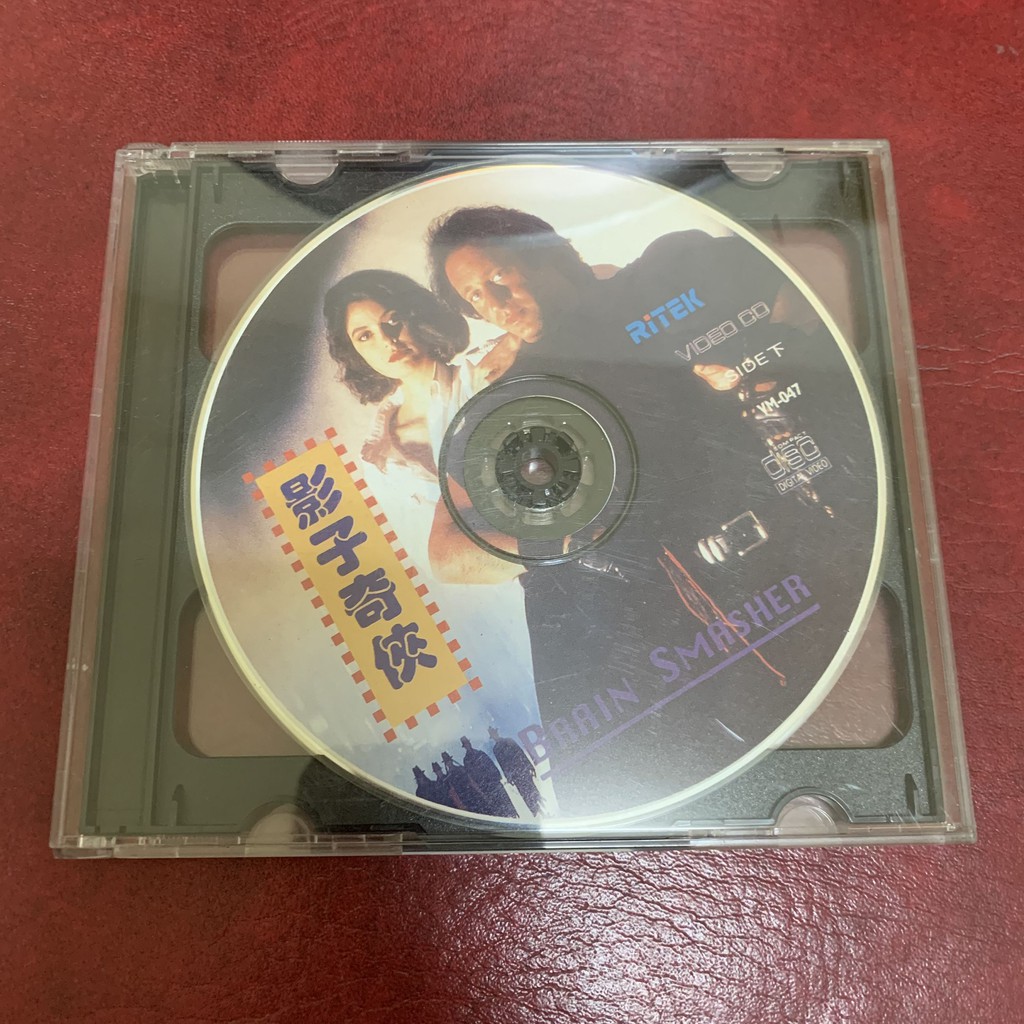 RiTEK
VIDEO CD
SIDE 下
VM-047
COMPACT
disc
DIGITAL VIDEO
影子奇俠
BRAIN SMASHER